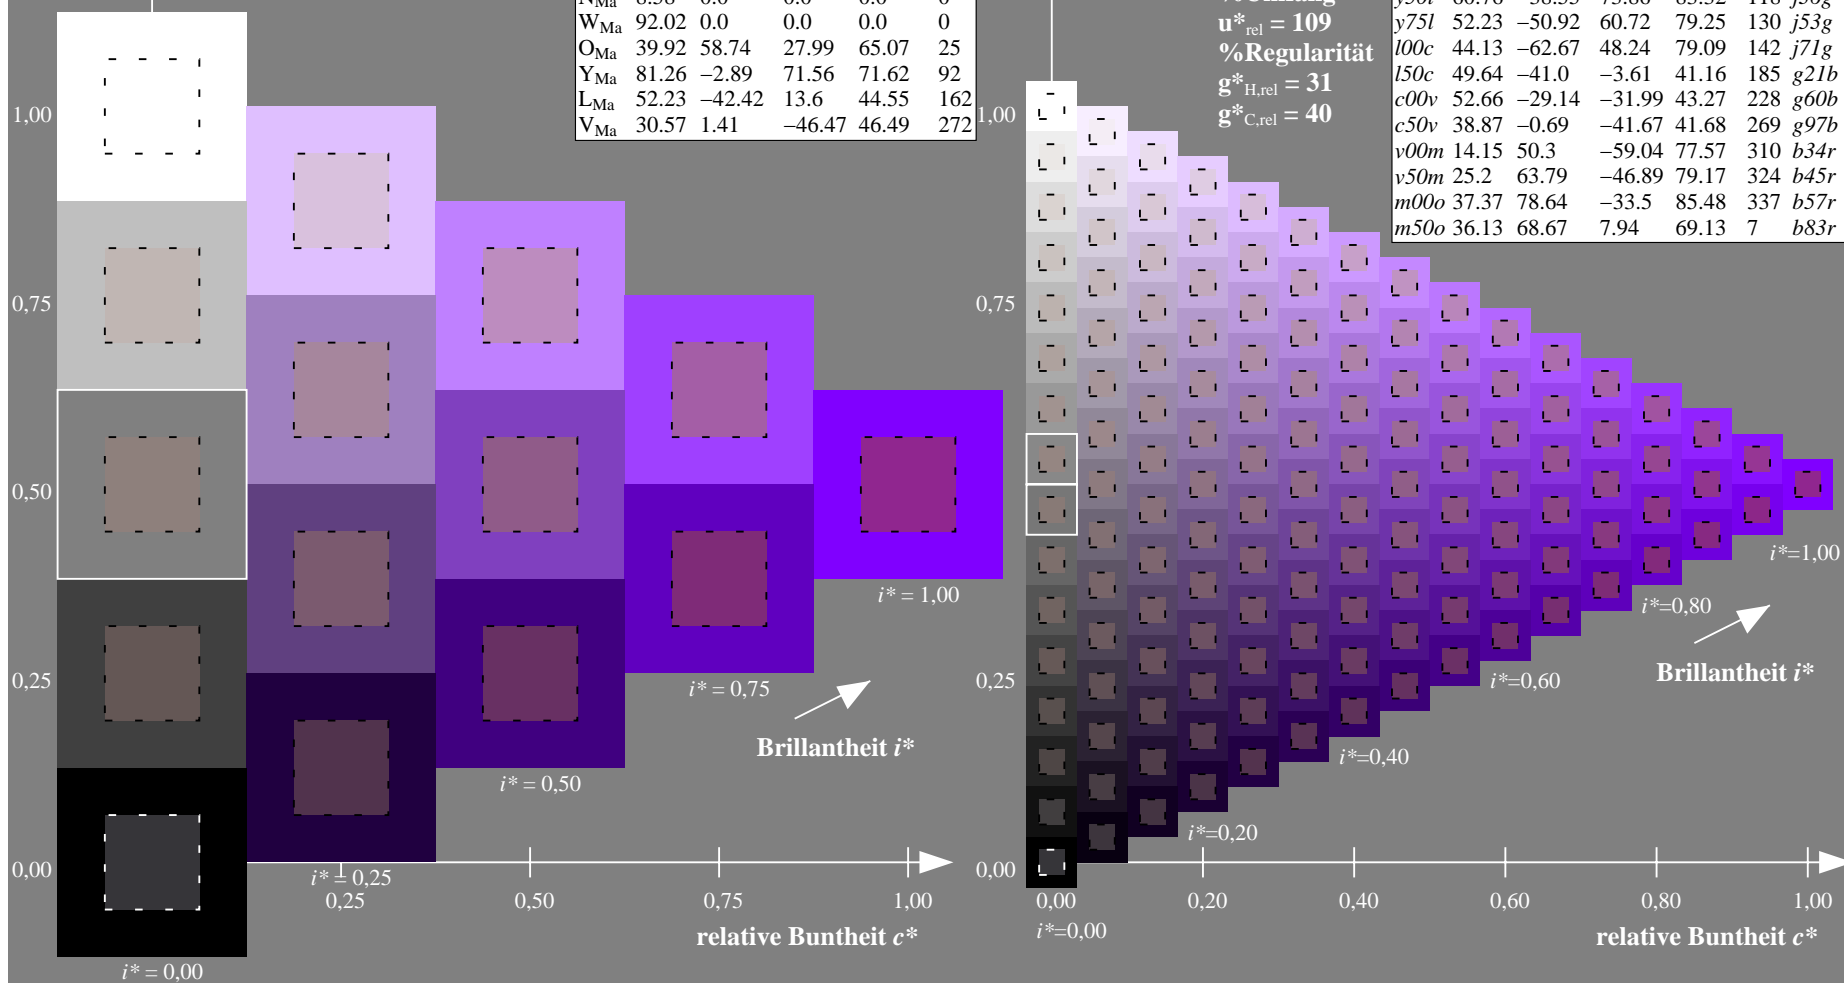 N_Ma 8.38 0.0 0.0 0.0 0
W_Ma 92.02 0.0 0.0 0.0 0
O_Ma 39.92 58.74 27.99 65.07 25
Y_Ma 81.26 −2.89 71.56 71.62 92
L_Ma 52.23 −42.42 13.6 44.55 162
V_Ma 30.57 1.41 −46.47 46.49 272
1,00
0,75
0,50
0,25
0,00
i* = 1,00
i* = 0,75
i* = 0,50
i* = 0,25
i* = 0,00
Brillantheit i*
0,25 0,50 0,75 1,00
relative Buntheit c*
%Umfang
u*rel = 109
%Regularität
g*H,rel = 31
g*C,rel = 40
y75l 52.23 −50.92 60.72 79.25 130 j53g
l00c 44.13 −62.67 48.24 79.09 142 j71g
l50c 49.64 −41.0 −3.61 41.16 185 g21b
c00v 52.66 −29.14 −31.99 43.27 228 g60b
c50v 38.87 −0.69 −41.67 41.68 269 g97b
v00m 14.15 50.3 −59.04 77.57 310 b34r
v50m 25.2 63.79 −46.89 79.17 324 b45r
m00o 37.37 78.64 −33.5 85.48 337 b57r
m50o 36.13 68.67 7.94 69.13 7 b83r
1,00
0,75
0,25
0,00
i*=1,00
i*=0,80
i*=0,60
i*=0,40
i*=0,20
Brillantheit i*
0,00 0,20 0,40 0,60 0,80 1,00
i*=0,00
relative Buntheit c*